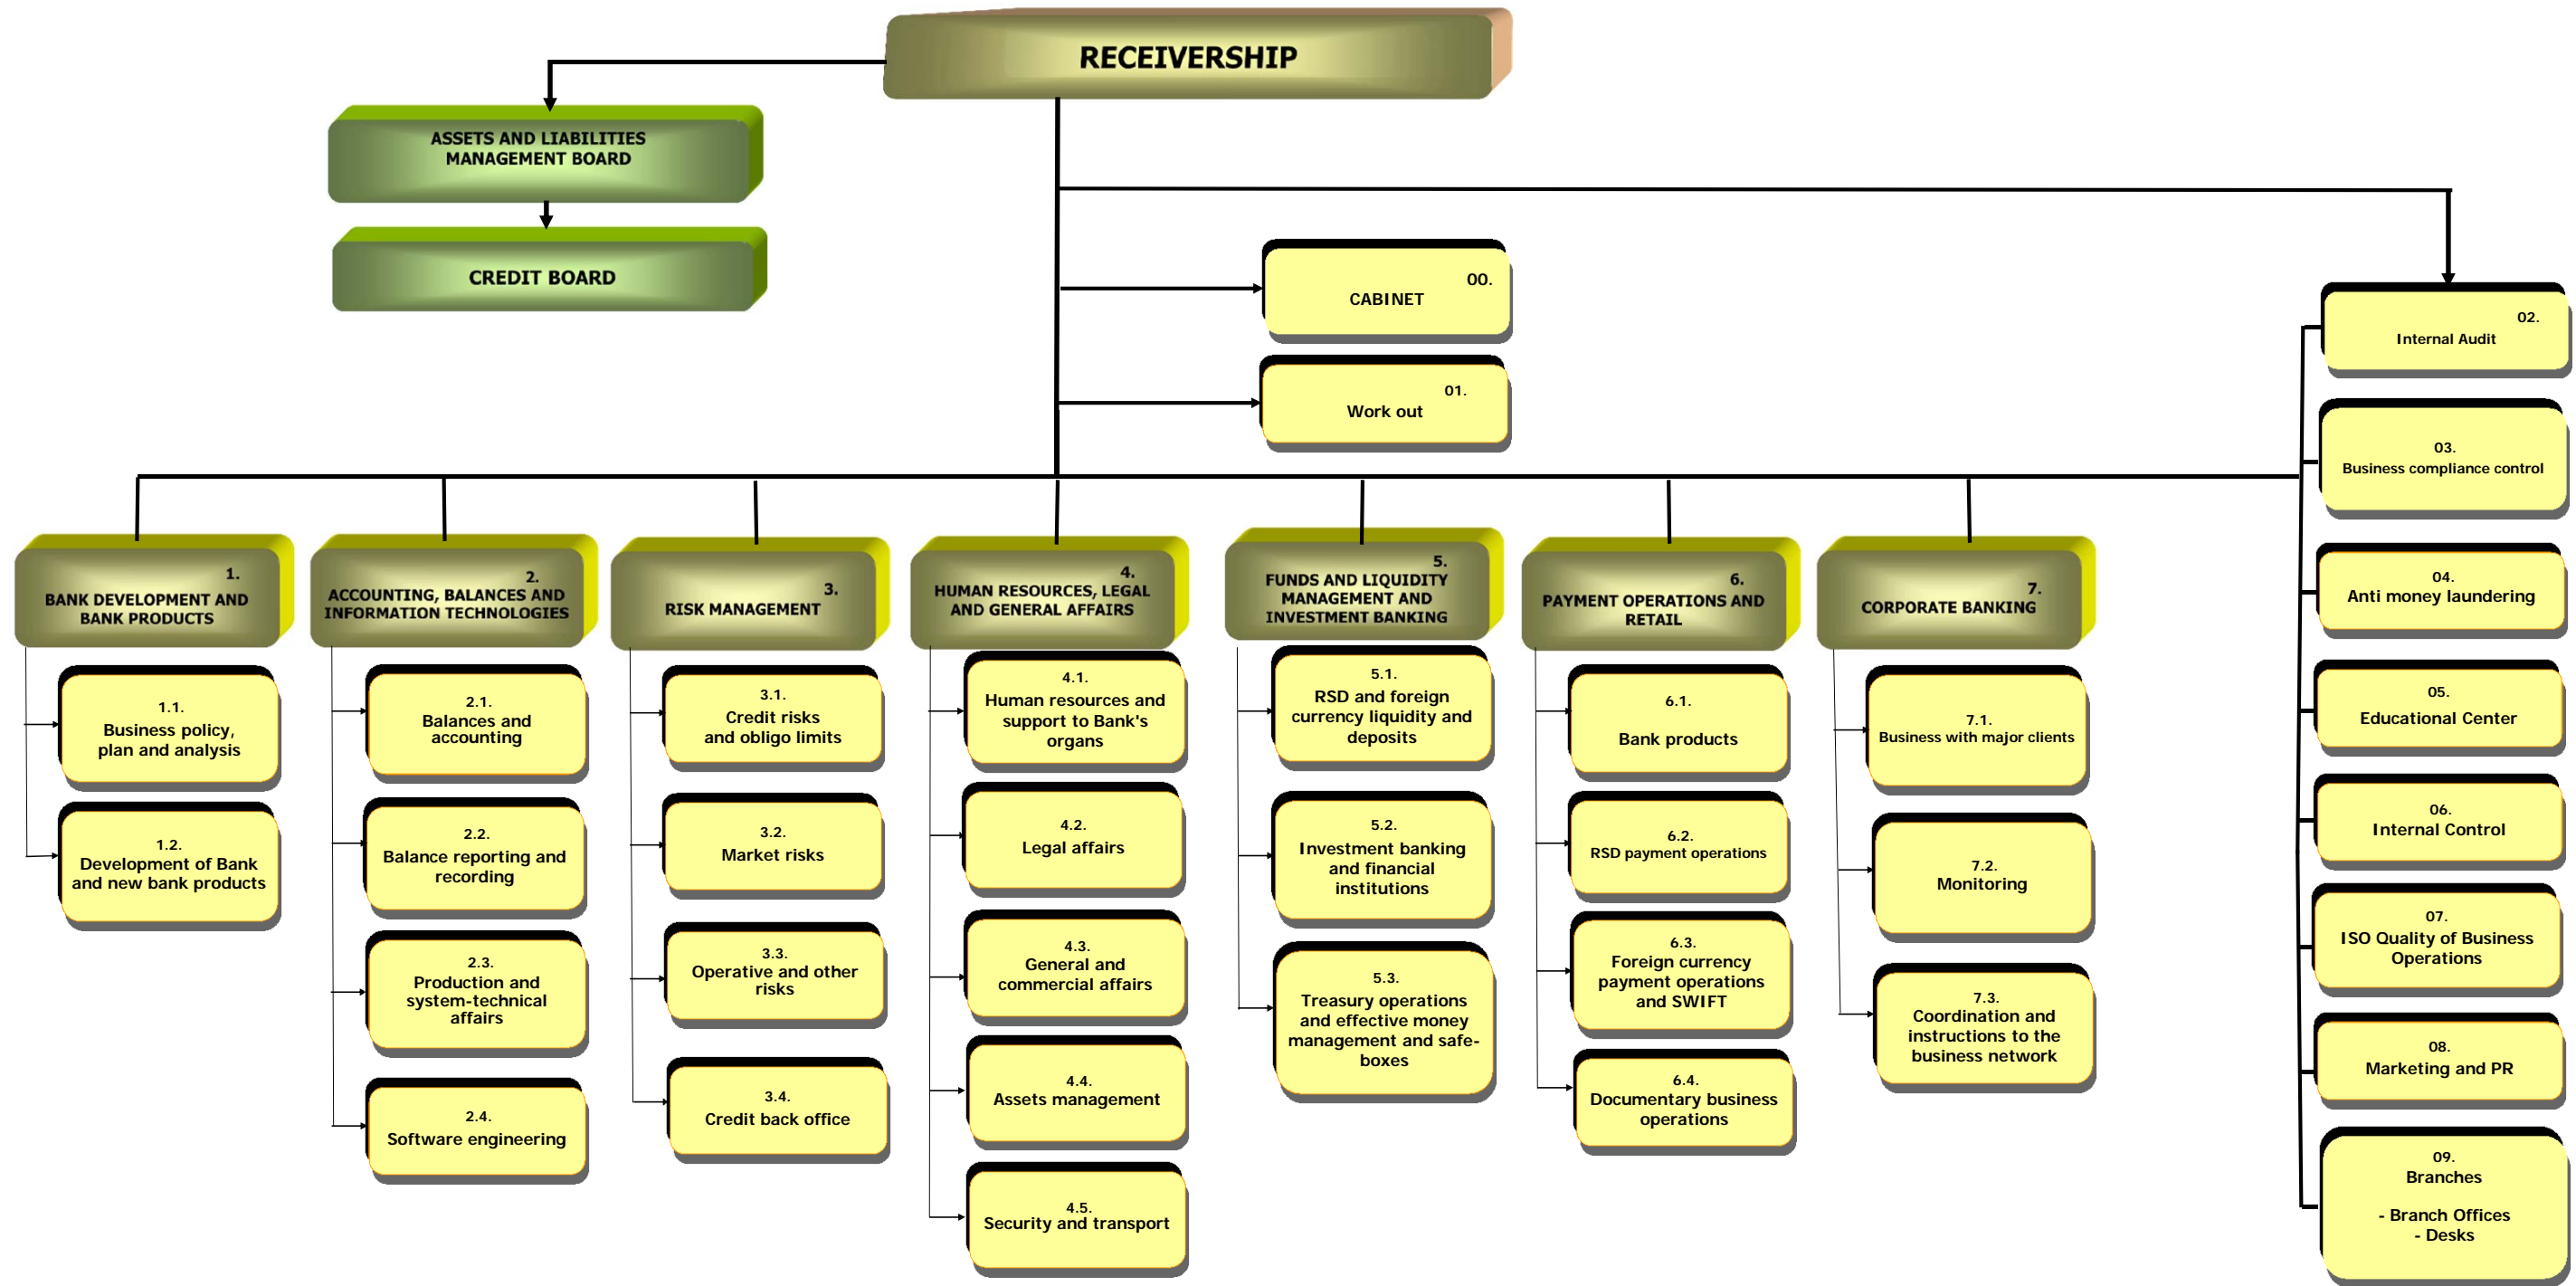 RECEIVERSHIP
ASSETS AND LIABILITIES
MANAGEMENT BOARD
CREDIT BOARD
00.
CABINET
01.
Work out
02.
Internal Audit
03.
Business compliance control
04.
Anti money laundering
05.
Educational Center
06.
Internal Control
07.
ISO Quality of Business
Operations
08.
Marketing and PR
09.
Branches
- Branch Offices
- Desks
1.
BANK DEVELOPMENT AND
BANK PRODUCTS
1.1.
Business policy,
plan and analysis
1.2.
Development of Bank
and new bank products
2.
ACCOUNTING, BALANCES AND
INFORMATION TECHNOLOGIES
2.1.
Balances and
accounting
2.2.
Balance reporting and
recording
2.3.
Production and
system-technical
affairs
2.4.
Software engineering
3.
RISK MANAGEMENT
3.1.
Credit risks
and obligo limits
3.2.
Market risks
3.3.
Operative and other
risks
3.4.
Credit back office
4.
HUMAN RESOURCES, LEGAL
AND GENERAL AFFAIRS
4.1.
Human resources and
support to Bank's
organs
4.2.
Legal affairs
4.3.
General and
commercial affairs
4.4.
Assets management
4.5.
Security and transport
5.
FUNDS AND LIQUIDITY
MANAGEMENT AND
INVESTMENT BANKING
5.1.
RSD and foreign
currency liquidity and
deposits
5.2.
Investment banking
and financial
institutions
5.3.
Treasury operations
and effective money
management and safe-
boxes
6.
PAYMENT OPERATIONS AND
RETAIL
6.1.
Bank products
6.2.
RSD payment operations
6.3.
Foreign currency
payment operations
and SWIFT
6.4.
Documentary business
operations
7.
CORPORATE BANKING
7.1.
Business with major clients
7.2.
Monitoring
7.3.
Coordination and
instructions to the
business network